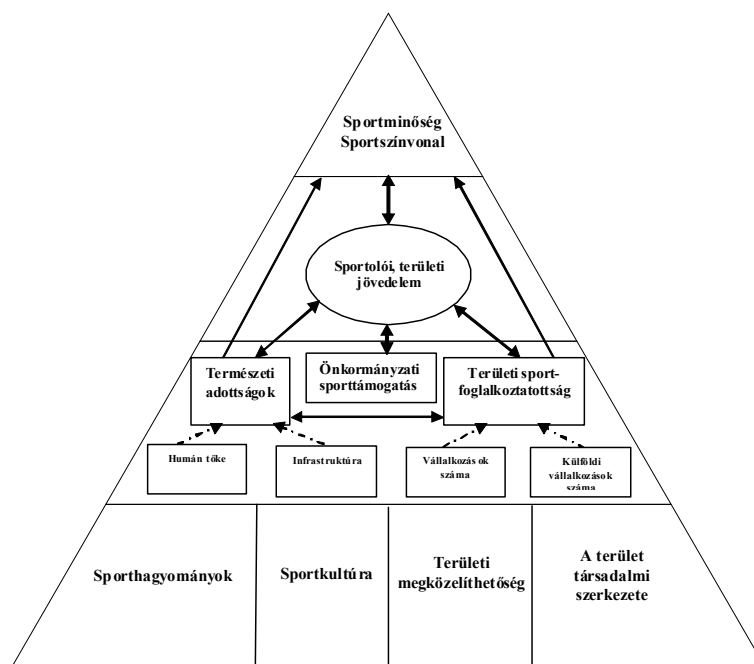 Sportminőség
Sportszínvonal
Sportolói, területi
jövedelem
Természeti
adottságok
Önkormányzati
sporttámogatás
Területi sport-
foglalkoztatottság
Humán tőke
Infrastruktúra
Vállalkozások
száma
Külföldi
vállalkozások
száma
Sporthagyományok
Sportkultúra
Területi
megközelíthetőség
A terület
társadalmi
szerkezete